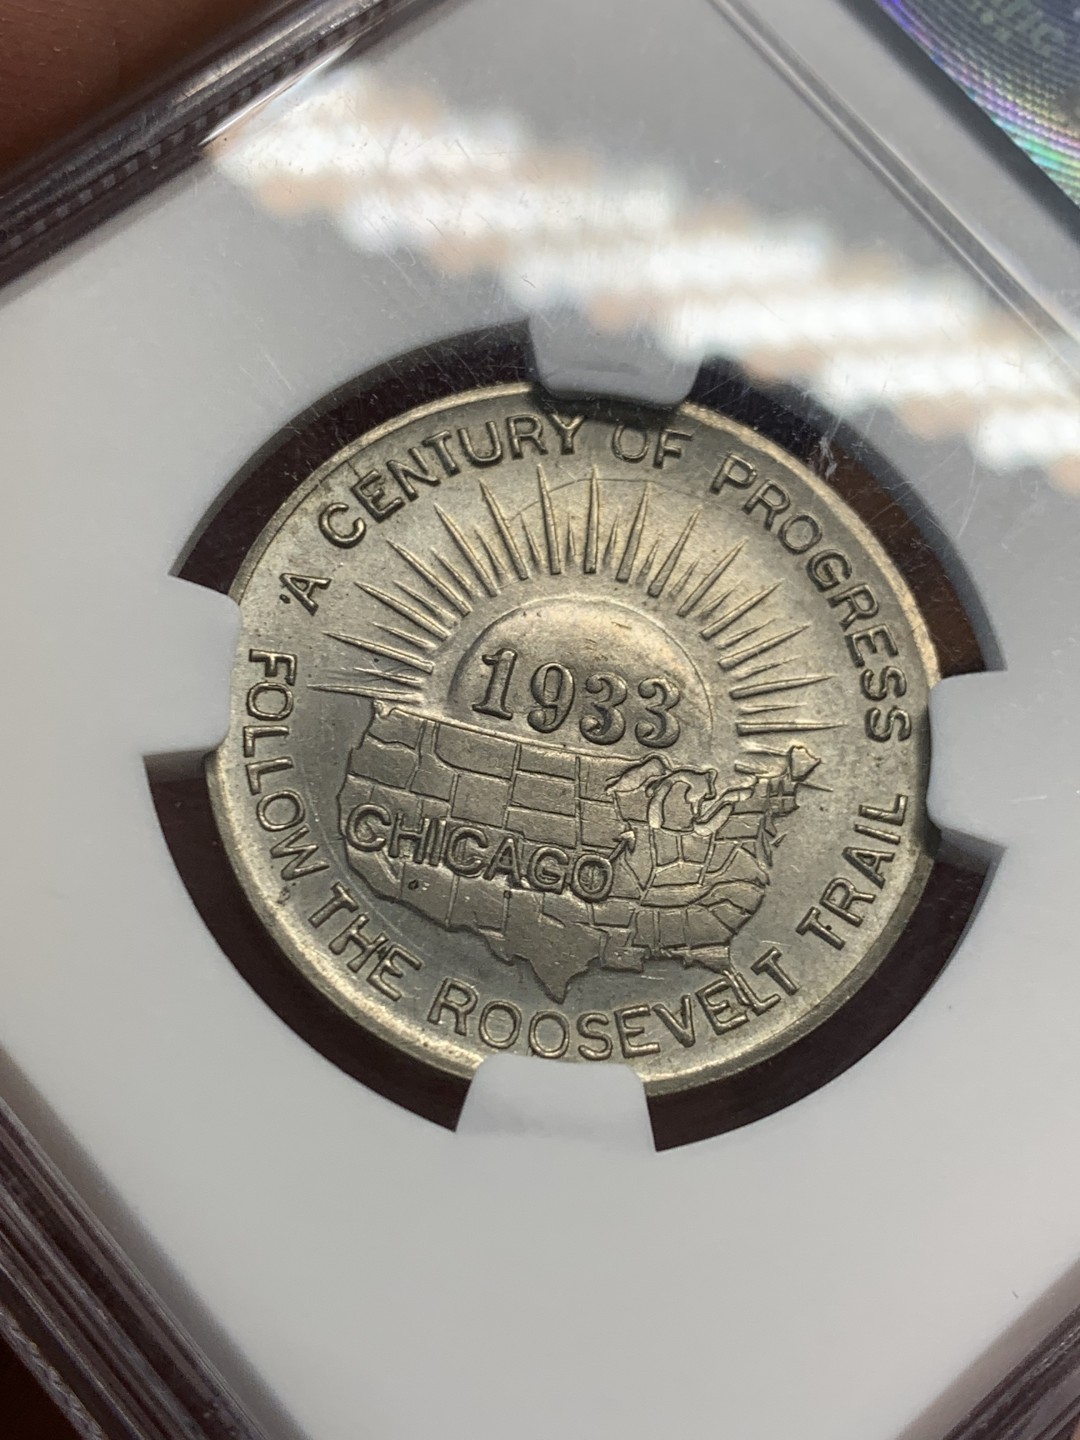 A CENTURY OF PROGRESS
1933
CHICAGO
FOLLOW THE ROOSEVELT TRAIL